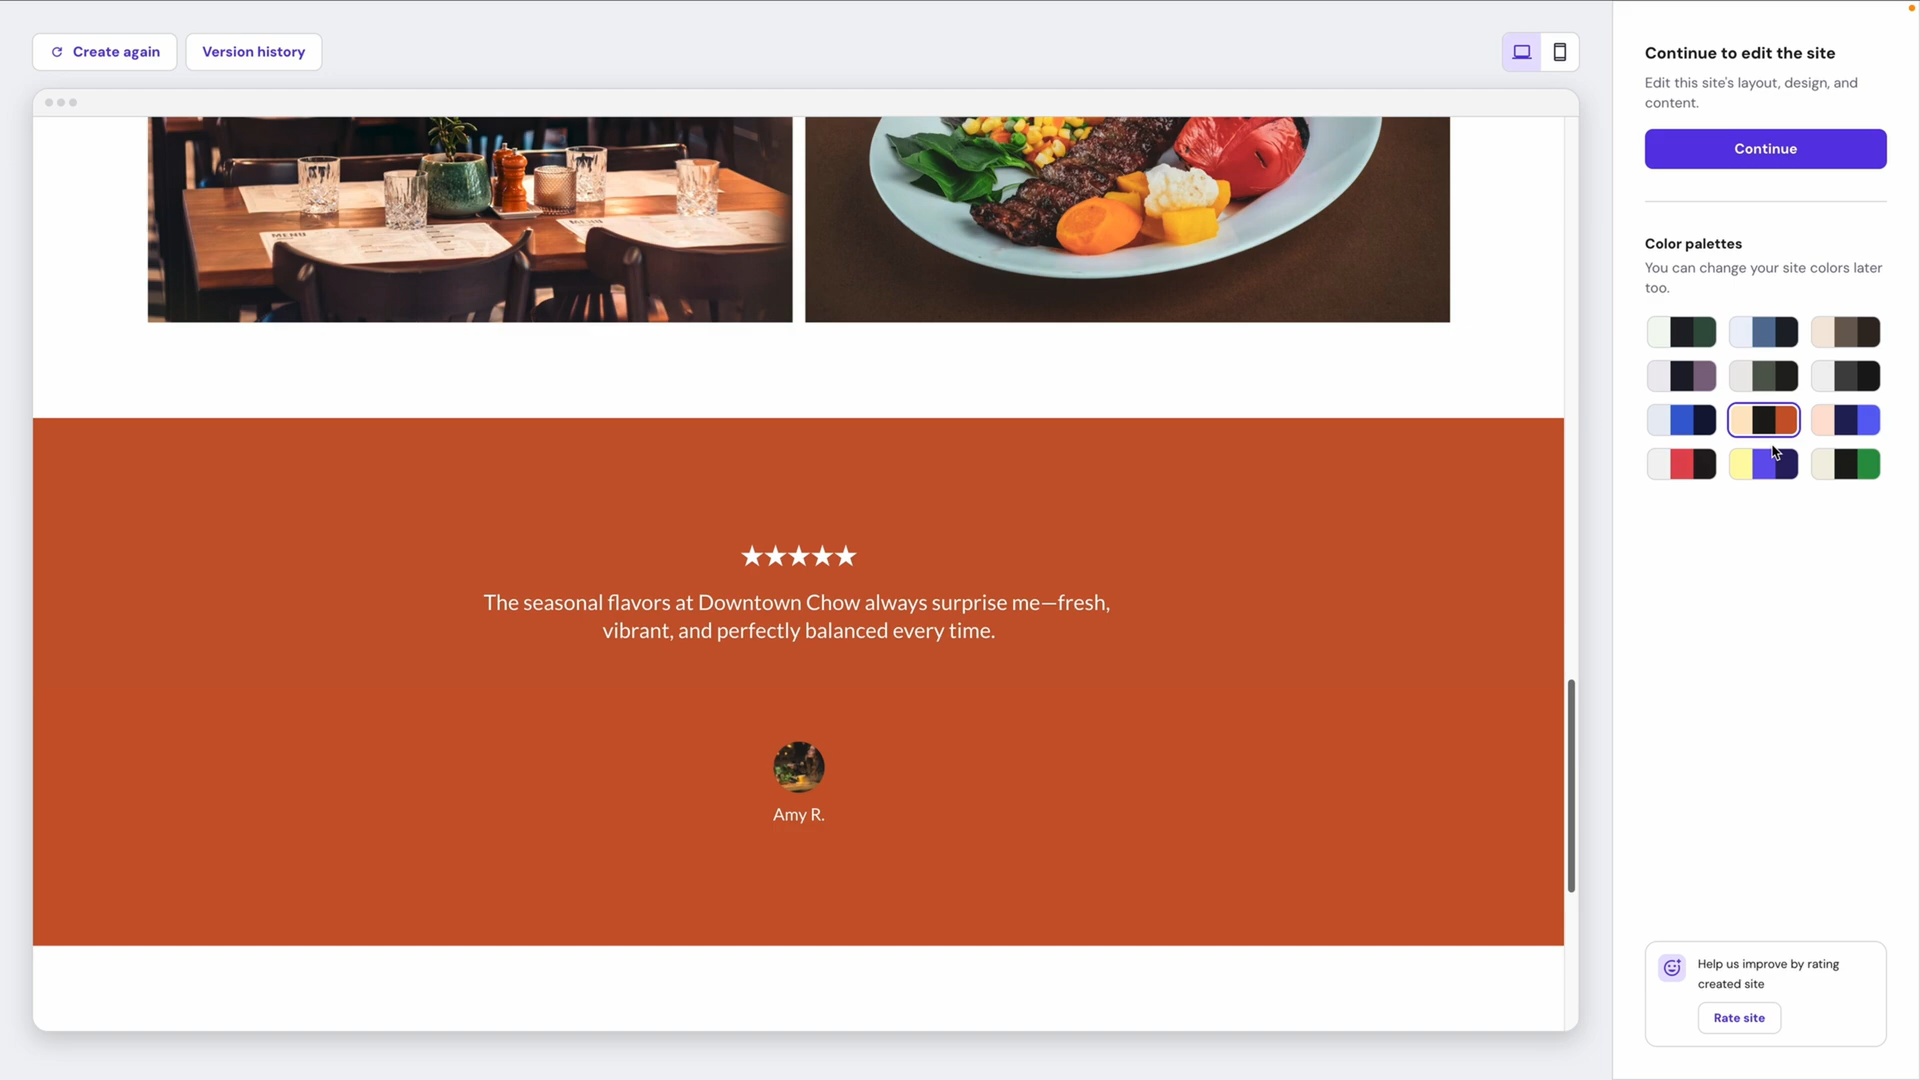 Create again
Version history
MENU
Continue to edit the site
Edit this site's layout, design, and
content.
Continue
Color palettes
You can change your site colors later
too.
★★★★★
The seasonal flavors at Downtown Chow always surprise me—fresh,
vibrant, and perfectly balanced every time.
Amy R.
Help us improve by rating
created site
Rate site